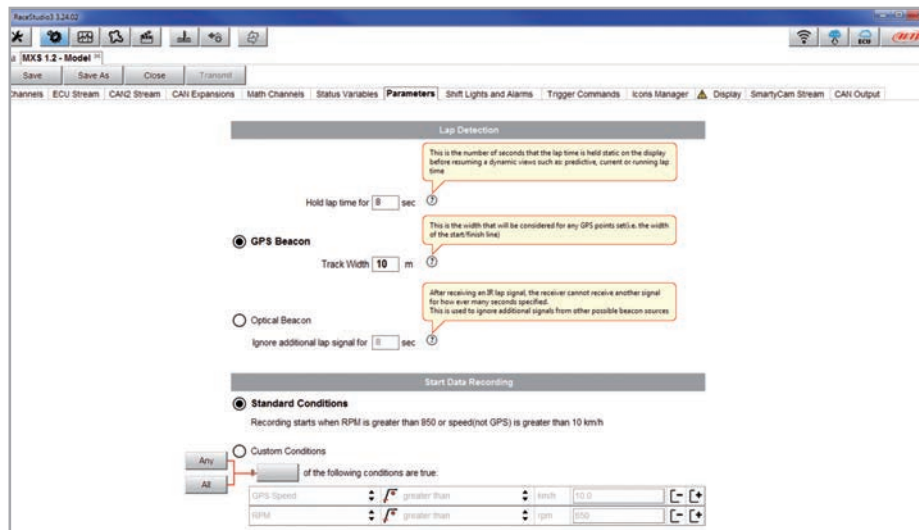 RaceStudio3 3.24.02
ECU
MXS 1.2 - Model
Save Save As Close Transmit
hannels ECU Stream CAN2 Stream CAN Expansions Math Channels Status Variables Parameters Shift Lights and Alarms Trigger Commands Icons Manager Display SmartyCam Stream CAN Output
Lap Detection
This is the number of seconds that the lap time is held static on the display
before resuming a dynamic views such as: predictive, current or running lap
time
Hold lap time for 8 sec ?
This is the width that will be considered for any GPS points set(i.e. the width
of the start/finish line)
GPS Beacon
Track Width 10 m ?
After receiving an IR lap signal, the receiver cannot receive another signal
for how ever many seconds specified.
This is used to ignore additional signals from other possible beacon sources
Optical Beacon
Ignore additional lap signal for 8 sec ?
Start Data Recording
Standard Conditions
Recording starts when RPM is greater than 850 or speed(not GPS) is greater than 10 km/h
Custom Conditions
Any
All
of the following conditions are true:
GPS Speed greater than km/h 10.0
RPM greater than rpm 850